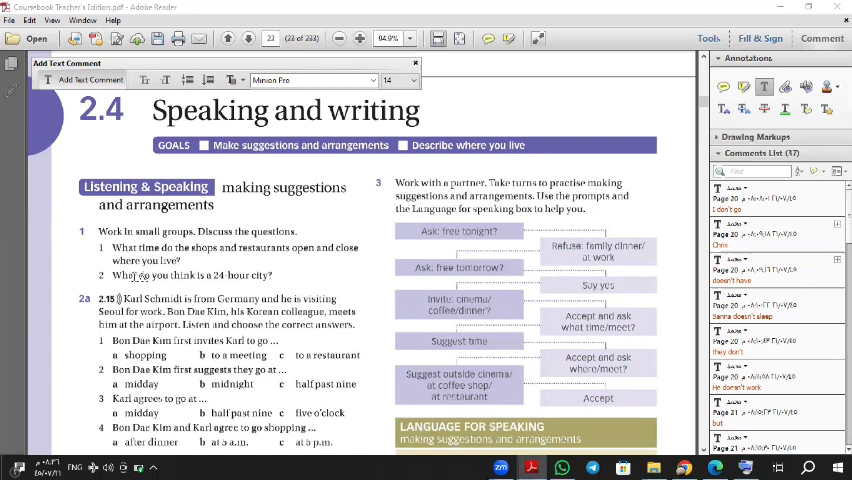 Coursebook Teacher's Edition.pdf - Adobe Acrobat Pro
File Edit View Window Help
Open 22 (23 of 233) 84.9% Tools Fill & Sign Comment
Add Text Comment
Add Text Comment Minion Pro 14
2.4 Speaking and writing
GOALS Make suggestions and arrangements Describe where you live
Listening & Speaking making suggestions
and arrangements
1 Work in small groups. Discuss the questions.
1 What time do the shops and restaurants open and close
where you live?
2 you think is a 24-hour city?
2a 2.15 Karl Schmidt is from Germany and he is visiting
Seoul for work. Bon Dae Kim, his Korean colleague, meets
him at the airport. Listen and choose the correct answers.
1 Bon Dae Kim first invites Karl to go ...
a shopping b to a meeting c to a restaurant
2 Bon Dae Kim first suggests they go at ...
a midday b midnight c half past nine
3 Karl agrees to go at ...
a midday b half past nine c five o'clock
4 Bon Dae Kim and Karl agree to go shopping ...
a after dinner b at 5 a.m. c at 5 p.m.
3 Work with a partner. Take turns to practise making
suggestions and arrangements. Use the prompts and
the Language for speaking box to help you.
Ask: free tonight?
Refuse: family dinner/
at work
Ask: free tomorrow?
Say yes
Invite: cinema/
coffee/dinner?
Accept and ask
what time/meet?
Suggest time
Accept and ask
where/meet?
Suggest outside cinema/
at coffee shop/
at restaurant
Accept
LANGUAGE FOR SPEAKING
making suggestions and arrangements
Annotations
Drawing Markups
Comments List (37)
Find
Page 20
I don't go
Page 20
Chris
Page 20
doesn't have
Page 20
Sanna doesn't sleep
Page 20
they don't
Page 20
He doesn't work
Page 21
but
Page 21
ENG
zm